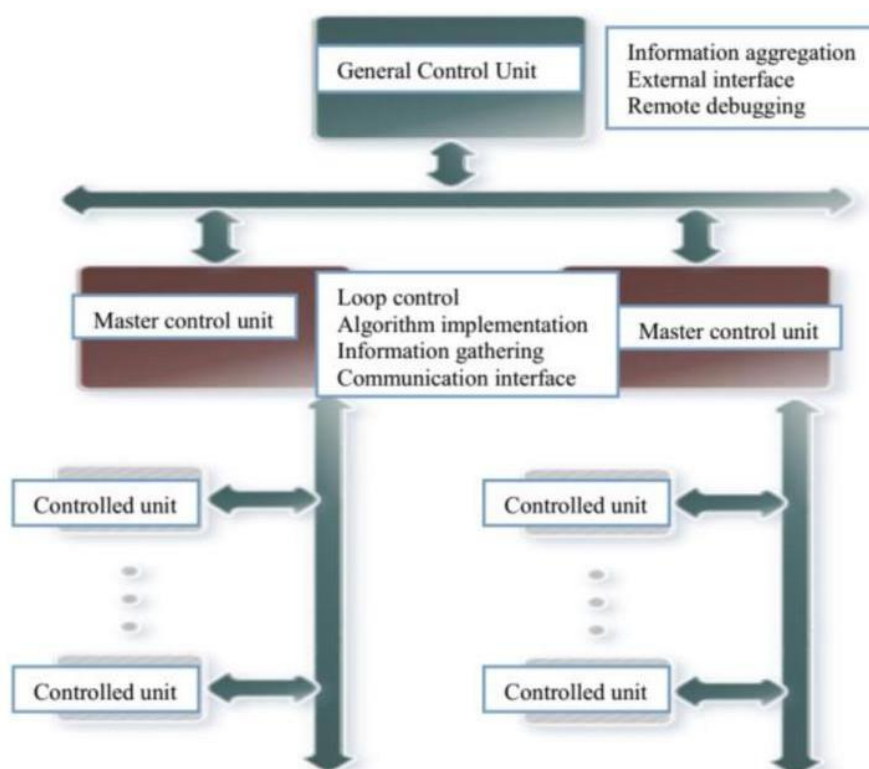 General Control Unit
Information aggregation
External interface
Remote debugging
Master control unit
Loop control
Algorithm implementation
Information gathering
Communication interface
Master control unit
Controlled unit
Controlled unit
Controlled unit
Controlled unit